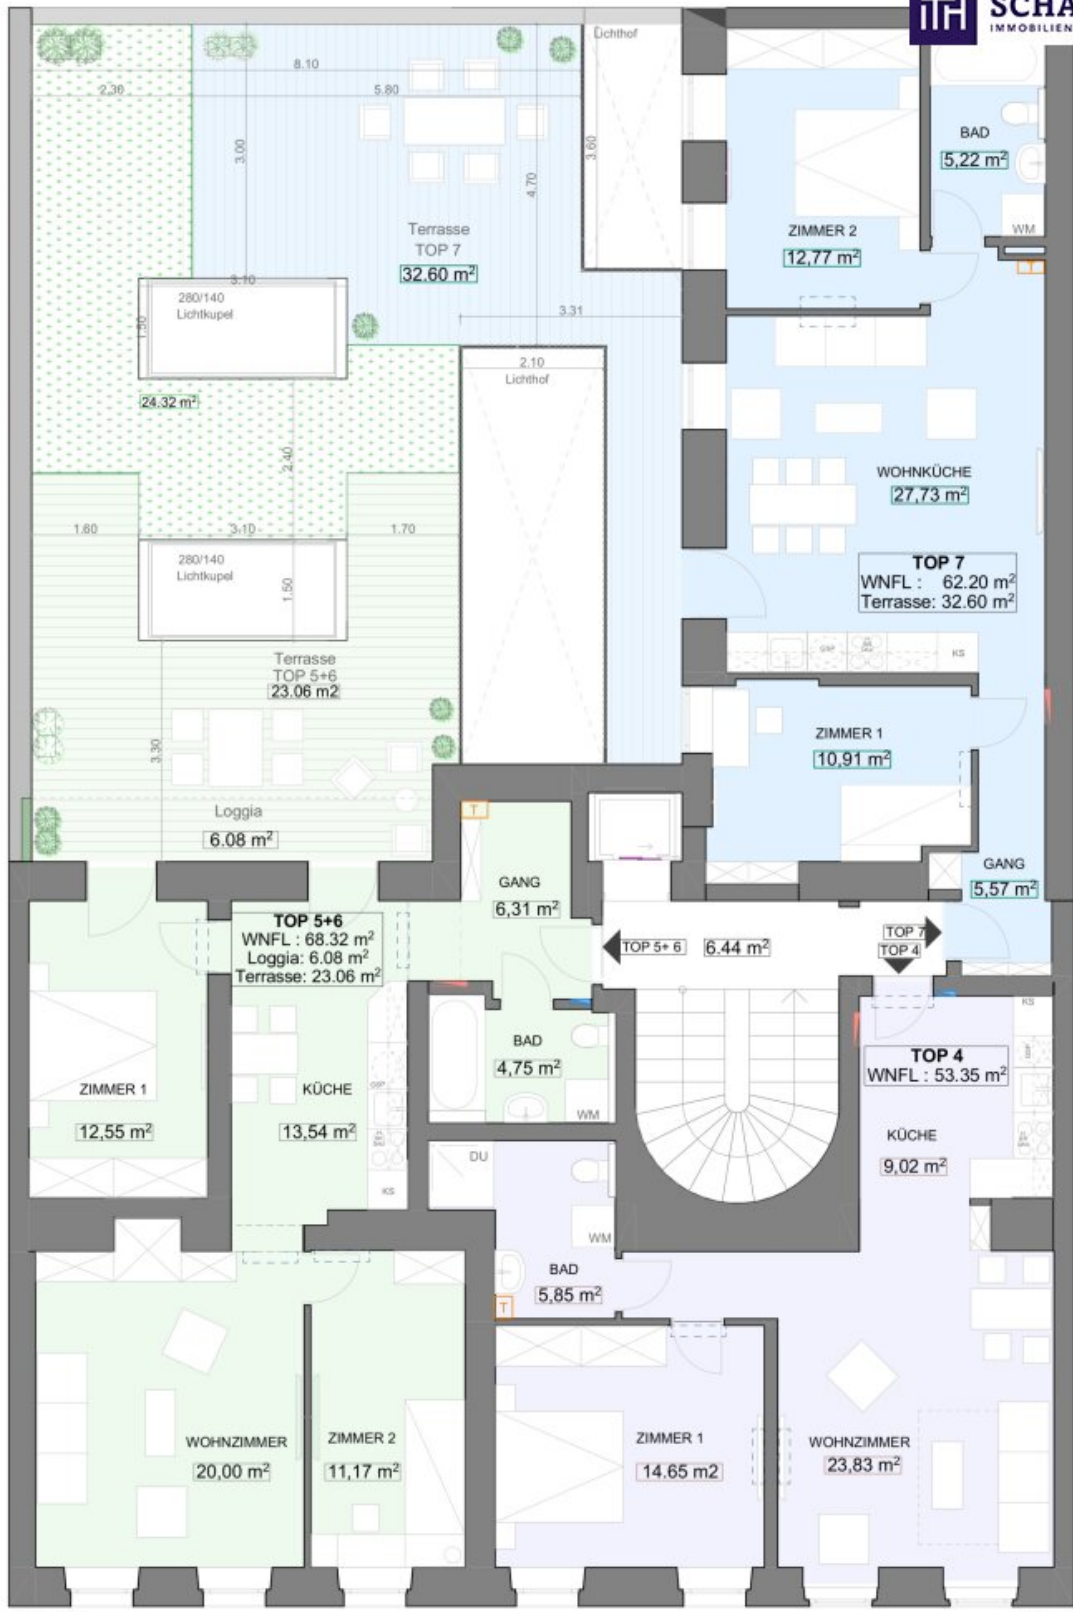 SCHA
IMMOBILIEN
Lichthof
8.10
2.30
5.80
3.00
3.60
4.70
BAD
5,22 m²
WM
Terrasse
TOP 7
32.60 m²
ZIMMER 2
12,77 m²
T
3.10
280/140
Lichtkupel
1.50
3.31
2.10
Lichthof
24.32 m²
2.40
WOHNKÜCHE
27,73 m²
1.60
3.10
1.70
280/140
Lichtkupel
1.50
TOP 7
WNFL : 62.20 m²
Terrasse: 32.60 m²
GSP
KS
Terrasse
TOP 5+6
23.06 m2
3.30
ZIMMER 1
10,91 m²
Loggia
6.08 m²
T
GANG
6,31 m²
GANG
5,57 m²
TOP 5+6
WNFL : 68.32 m²
Loggia: 6.08 m²
Terrasse: 23.06 m²
TOP 5+ 6
6.44 m²
TOP 7
TOP 4
KS
GSP
BAD
4,75 m²
WM
TOP 4
WNFL : 53.35 m²
ZIMMER 1
12,55 m²
KÜCHE
13,54 m²
GSP
KS
KÜCHE
9,02 m²
DU
WM
BAD
5,85 m²
T
WOHNZIMMER
20,00 m²
ZIMMER 2
11,17 m²
ZIMMER 1
14.65 m2
WOHNZIMMER
23,83 m²